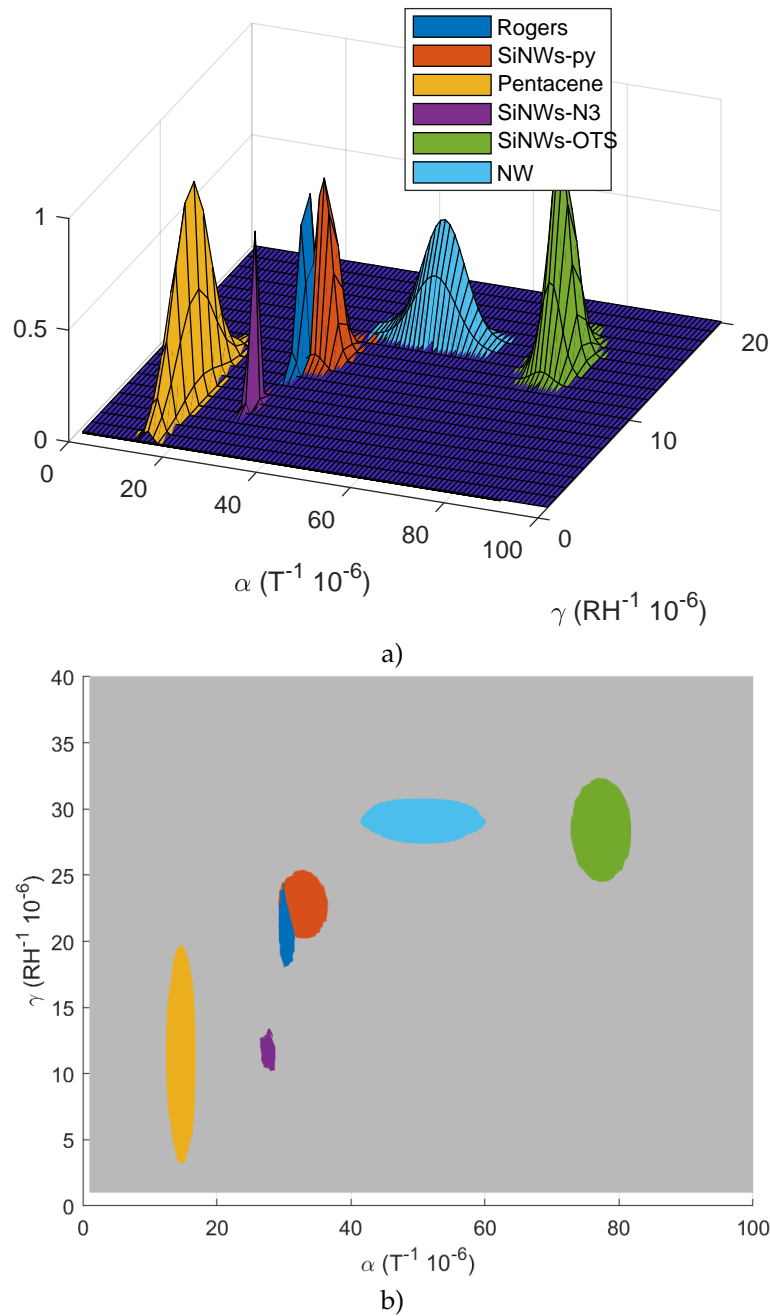 Rogers
SiNWs-py
Pentacene
SiNWs-N3
SiNWs-OTS
NW
1
0.5
0
0
20
40
60
80
100
0
10
20
α (T⁻¹ 10⁻⁶)
γ (RH⁻¹ 10⁻⁶)
a)
40
35
30
25
20
15
10
5
0
γ (RH⁻¹ 10⁻⁶)
0 20 40 60 80 100
α (T⁻¹ 10⁻⁶)
b)